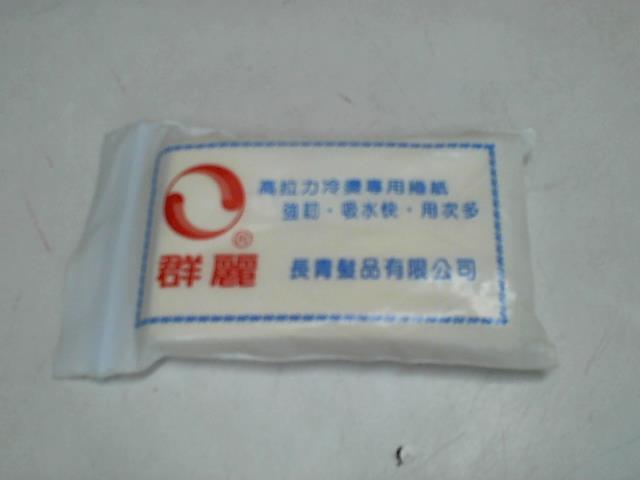 高拉力冷燙專用捲紙
強韌・吸水快・用次多
®
群麗
長青髮品有限公司